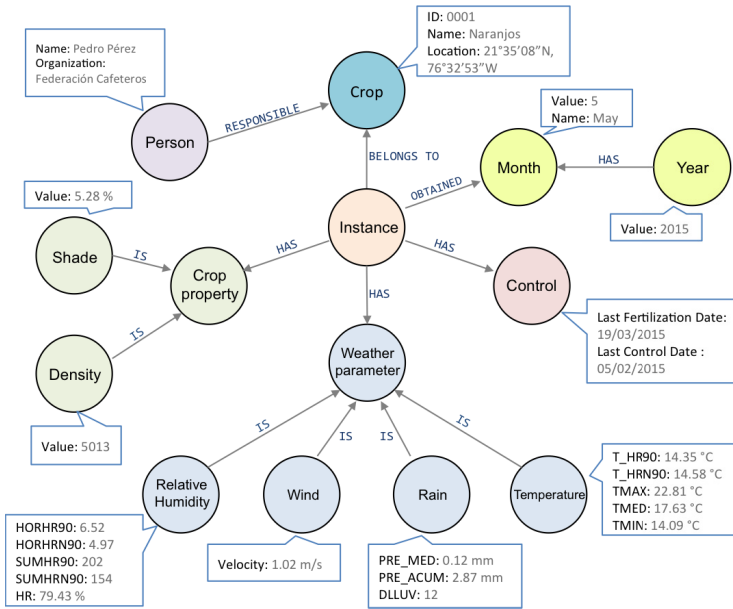 ID: 0001
Name: Naranjos
Location: 21°35'08"N,
76°32'53"W
Name: Pedro Pérez
Organization:
Federación Cafeteros
Crop
Value: 5
Name: May
Person
RESPONSIBLE
BELONGS TO
Month
HAS
Year
OBTAINED
Value: 5.28 %
Value: 2015
Instance
Shade
IS
HAS
HAS
Crop
property
Control
HAS
IS
Last Fertilization Date:
19/03/2015
Last Control Date :
05/02/2015
Weather
parameter
Density
Value: 5013
IS
IS
IS
IS
T_HR90: 14.35 °C
T_HRN90: 14.58 °C
TMAX: 22.81 °C
TMED: 17.63 °C
TMIN: 14.09 °C
Relative
Humidity
Wind
Rain
Temperature
HORHR90: 6.52
HORHRN90: 4.97
SUMHR90: 202
SUMHRN90: 154
HR: 79.43 %
Velocity: 1.02 m/s
PRE_MED: 0.12 mm
PRE_ACUM: 2.87 mm
DLLUV: 12